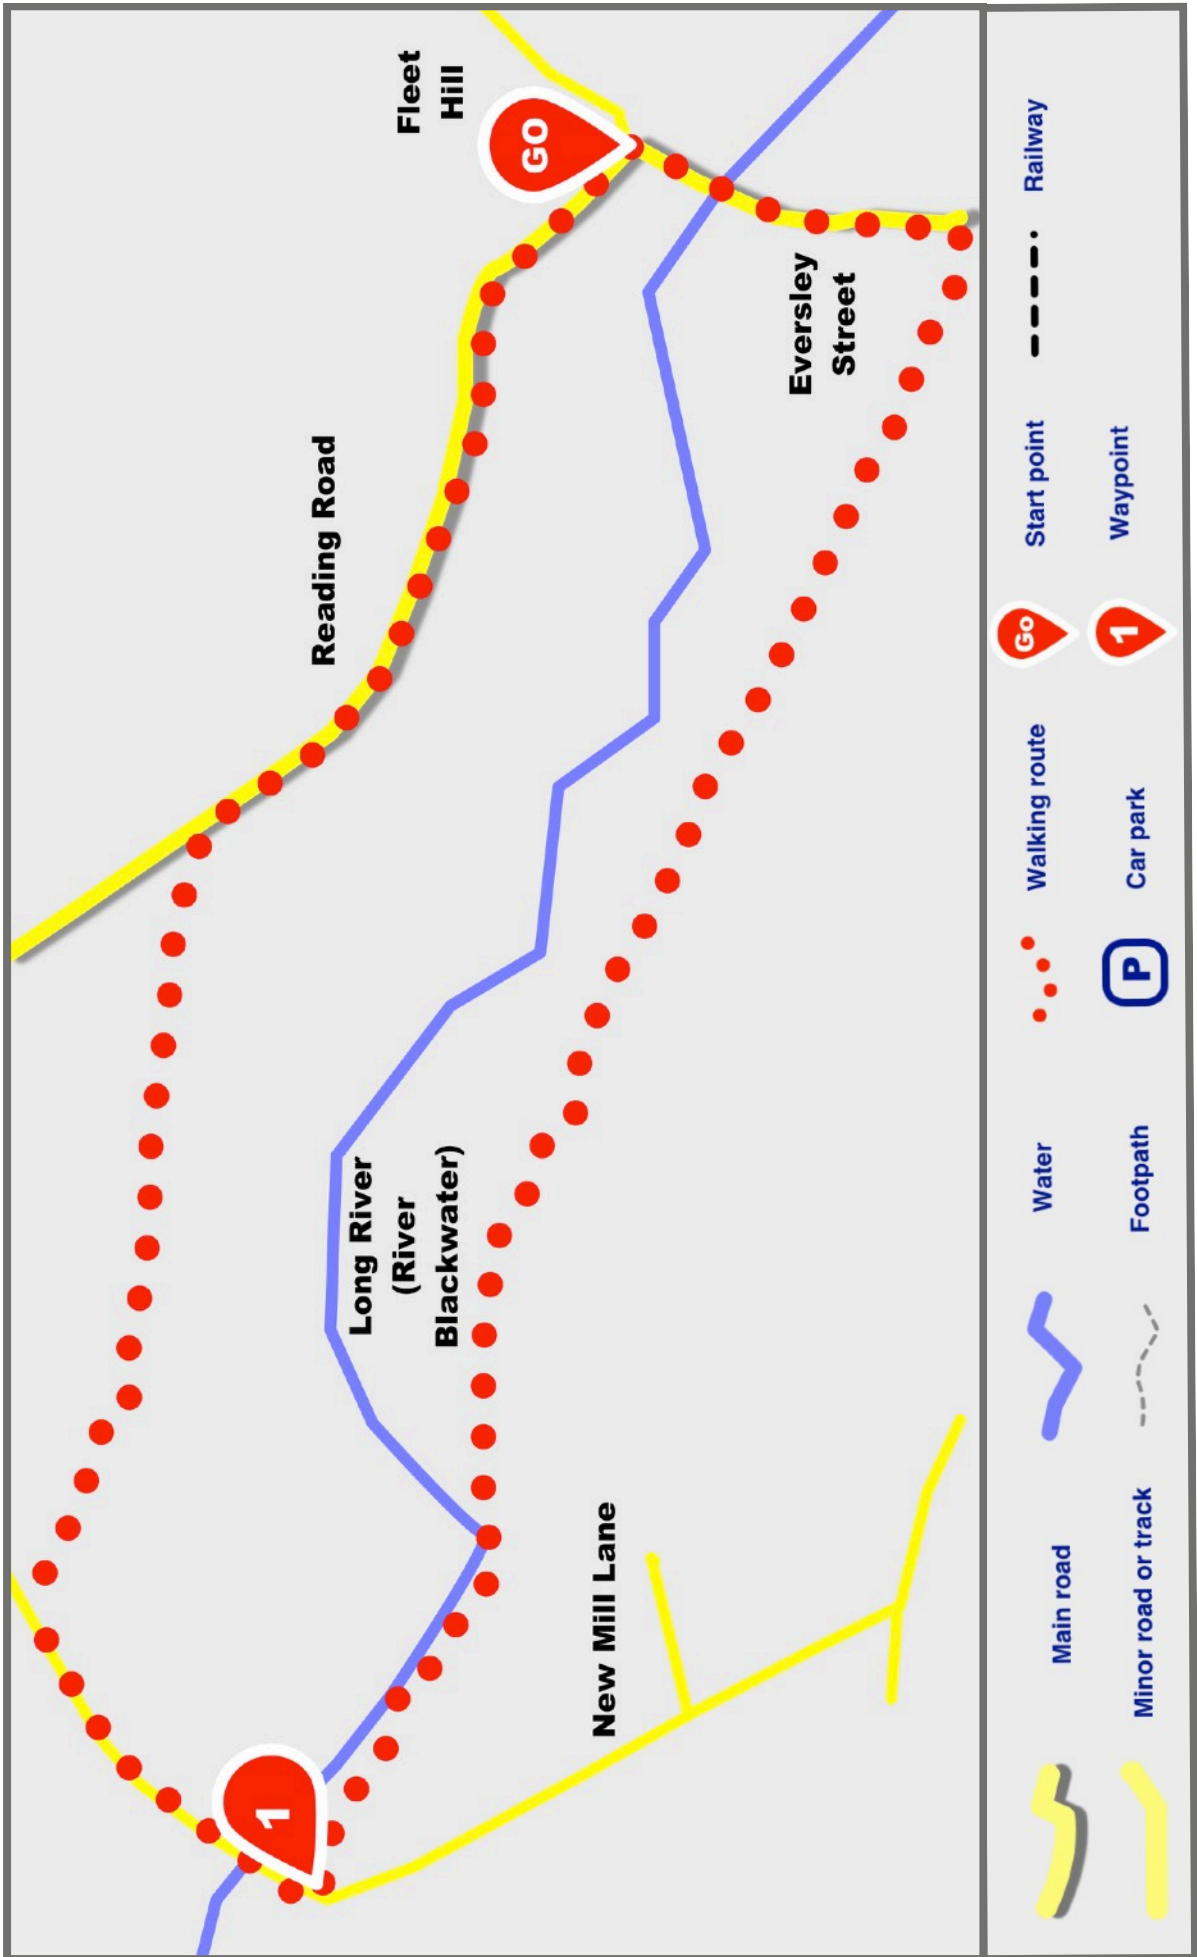 Fleet
Hill
GO
Reading Road
Eversley
Street
Long River
(River
Blackwater)
New Mill Lane
1
Main road
Water
Walking route
Go
Start point
Railway
Minor road or track
Footpath
P
Car park
1
Waypoint